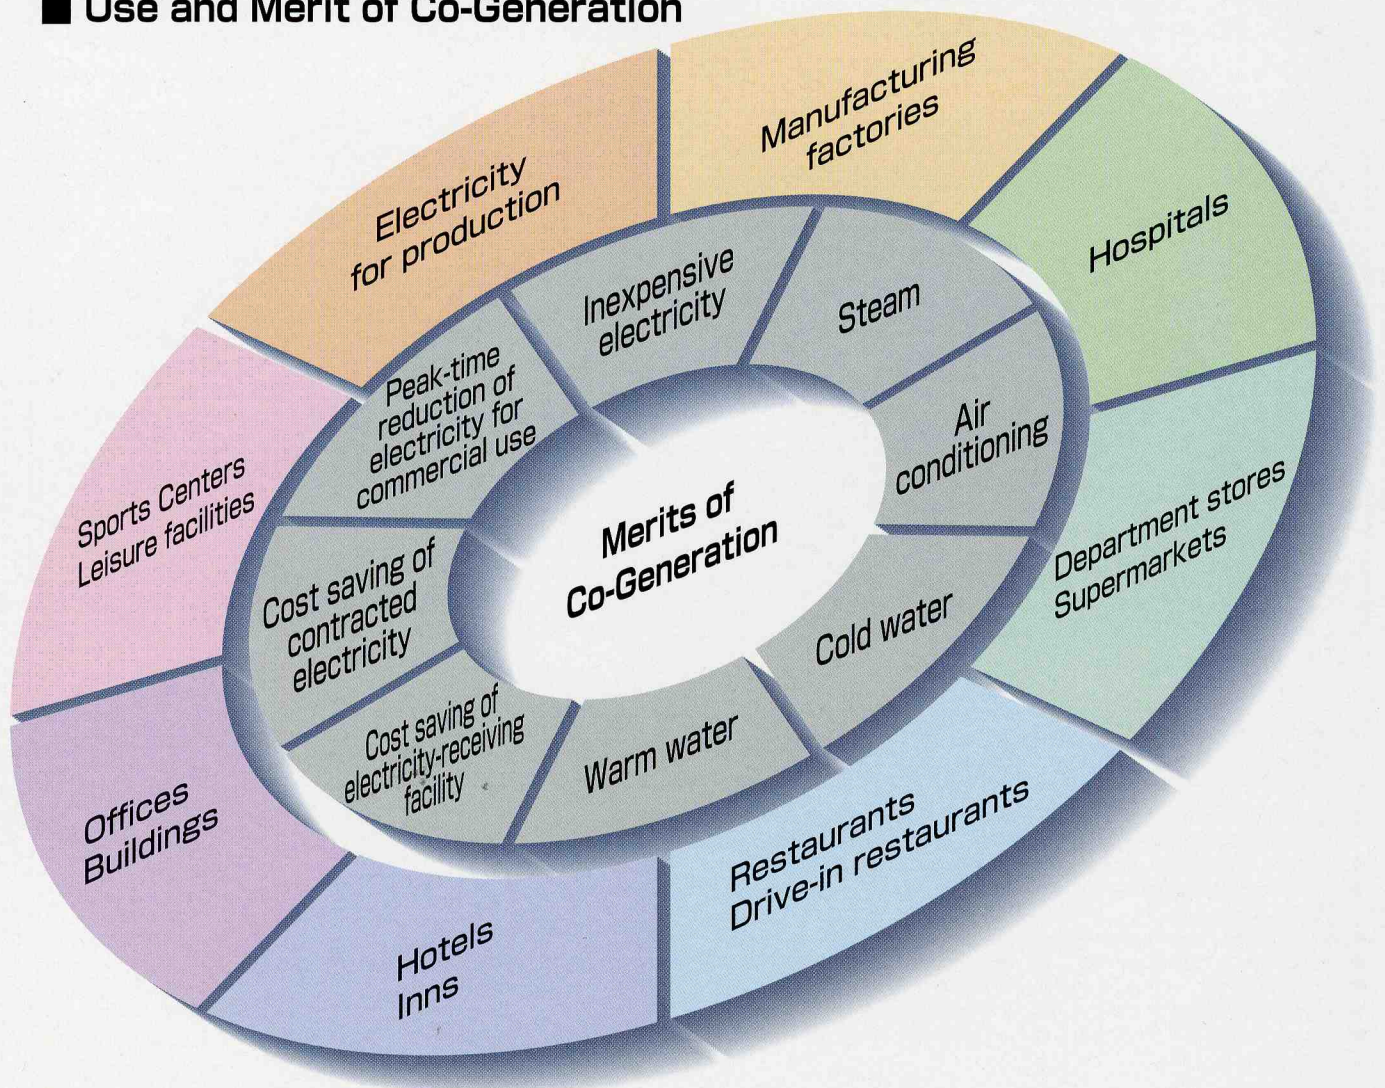 ■ Use and Merit of Co-Generation
Manufacturing
factories
Electricity
for production
Hospitals
Inexpensive
electricity
Steam
Peak-time
reduction of
electricity for
commercial use
Air
conditioning
Sports Centers
Leisure facilities
Merits of
Co-Generation
Department stores
Supermarkets
Cost saving of
contracted
electricity
Cold water
Cost saving of
electricity-receiving
facility
Warm water
Offices
Buildings
Restaurants
Drive-in restaurants
Hotels
Inns